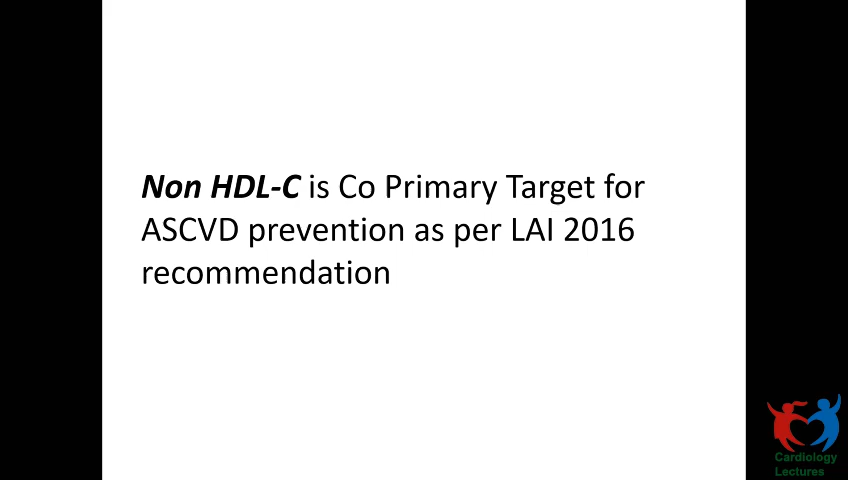 Non HDL-C is Co Primary Target for
ASCVD prevention as per LAI 2016
recommendation
Cardiology
Lectures